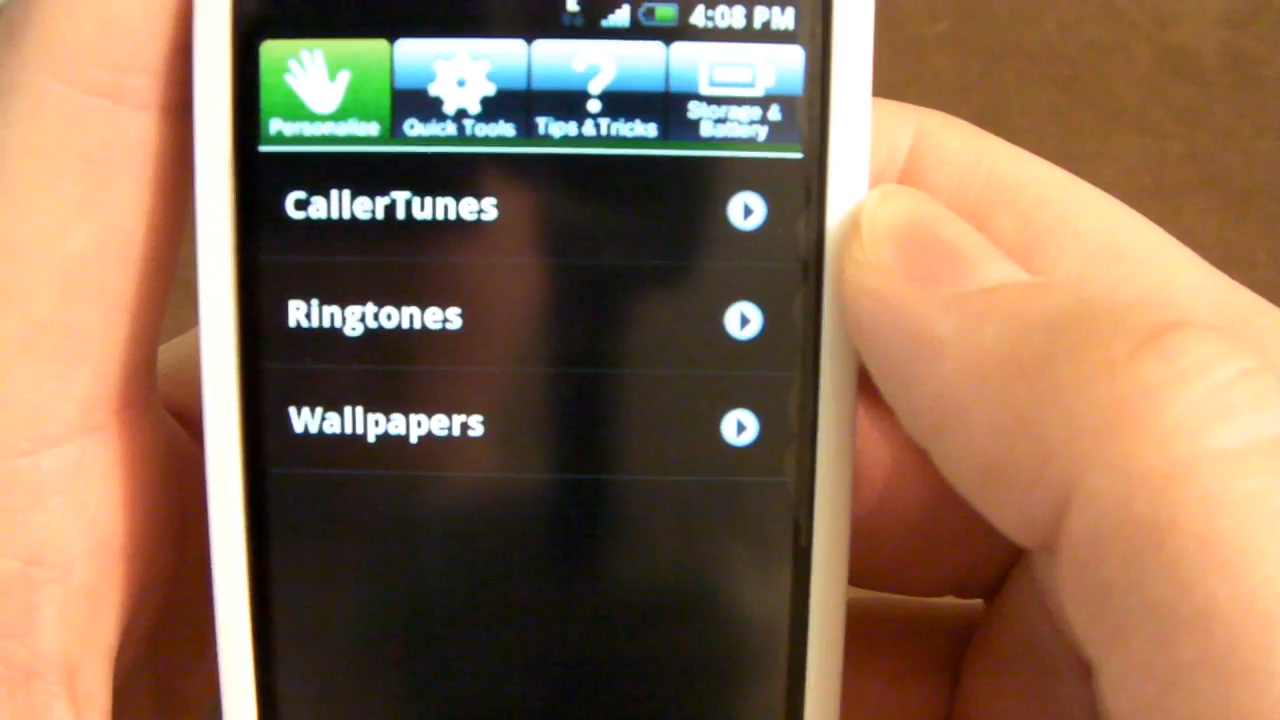 4:08 PM
Personalize
Quick Tools
Tips & Tricks
Storage &
Battery
CallerTunes
Ringtones
Wallpapers